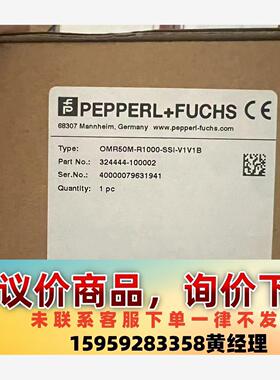 PEPPERL+FUCHS CE
68307 Mannheim, Germany www.pepperl-fuchs.com
Type: OMR50M-R1000-SSI-V1V1B
Part No.: 324444-100002
Ser.No.: 40000079631941
Quantity: 1 pc
议价商品，询价下
未联系客服下单一律不发
15959283358黄经理